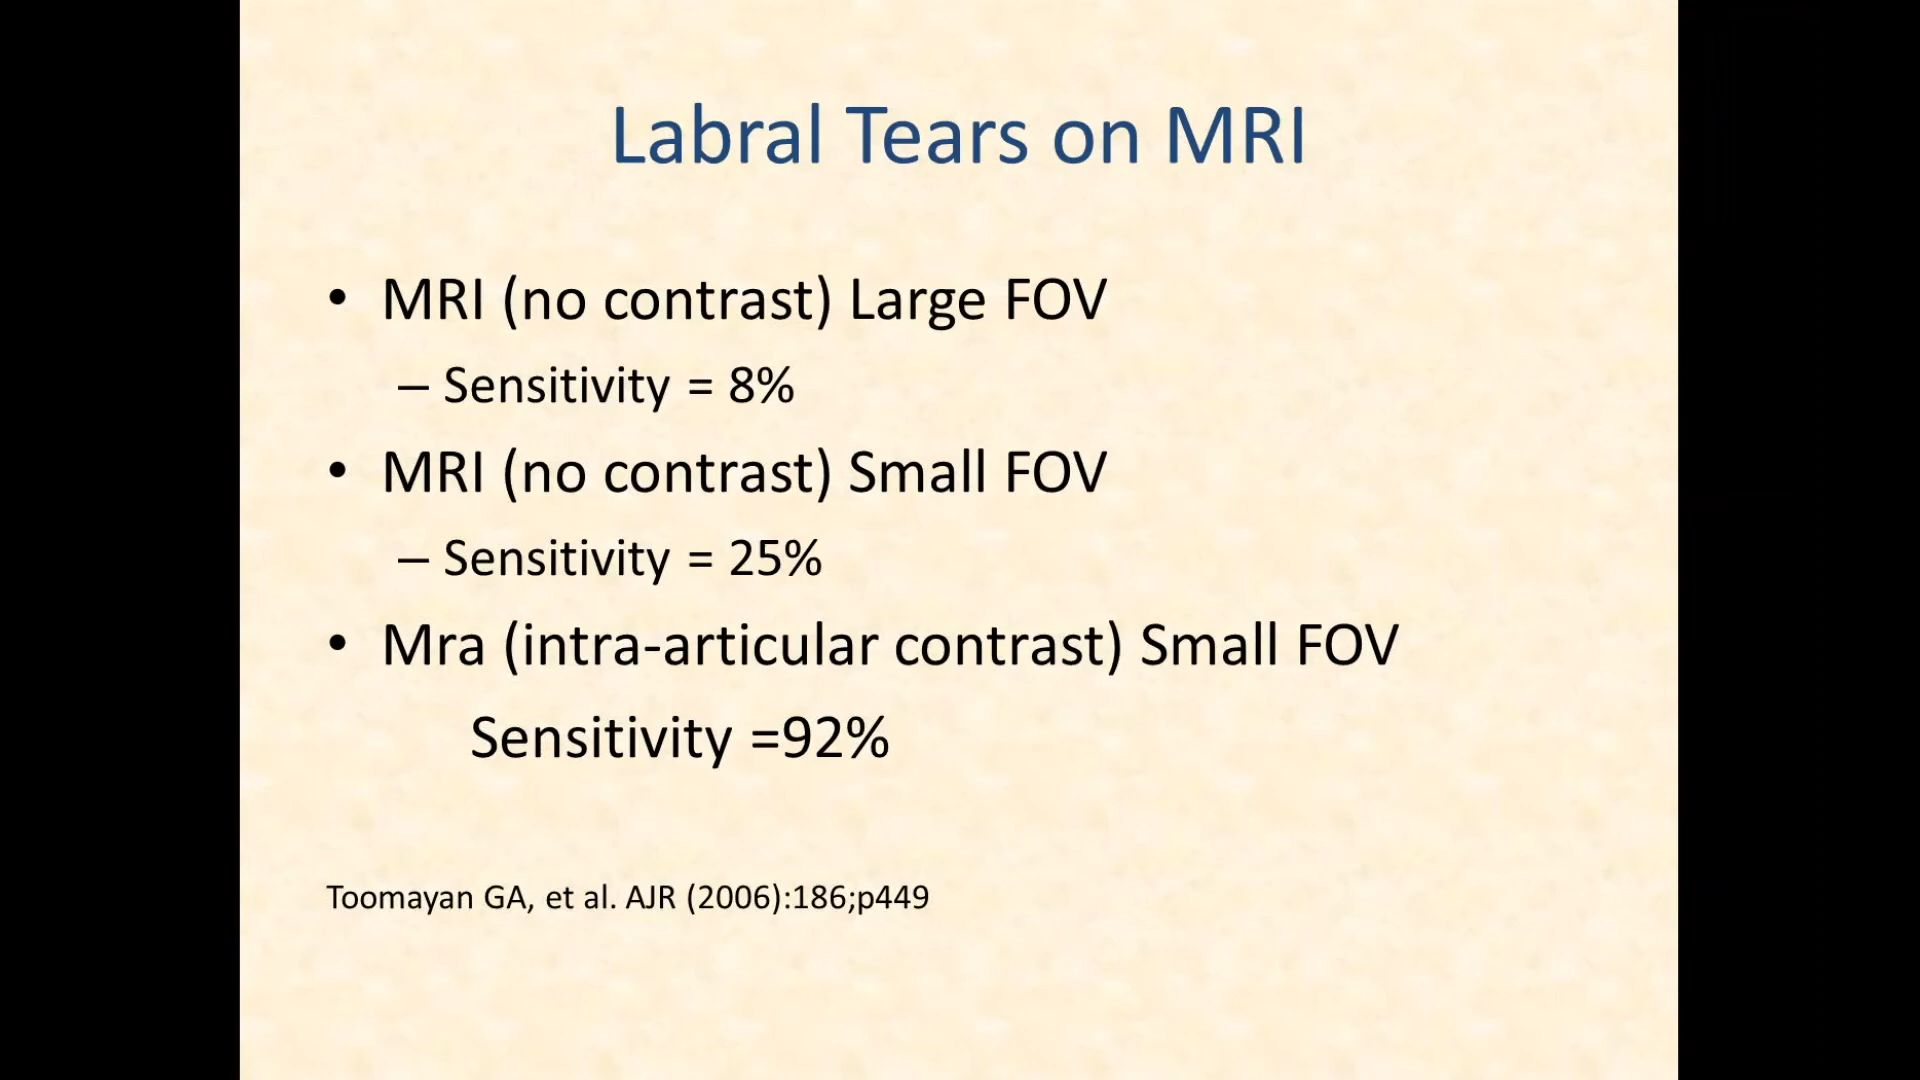 Labral Tears on MRI
• MRI (no contrast) Large FOV
– Sensitivity = 8%
• MRI (no contrast) Small FOV
– Sensitivity = 25%
• Mra (intra-articular contrast) Small FOV
Sensitivity =92%
Toomayan GA, et al. AJR (2006):186;p449